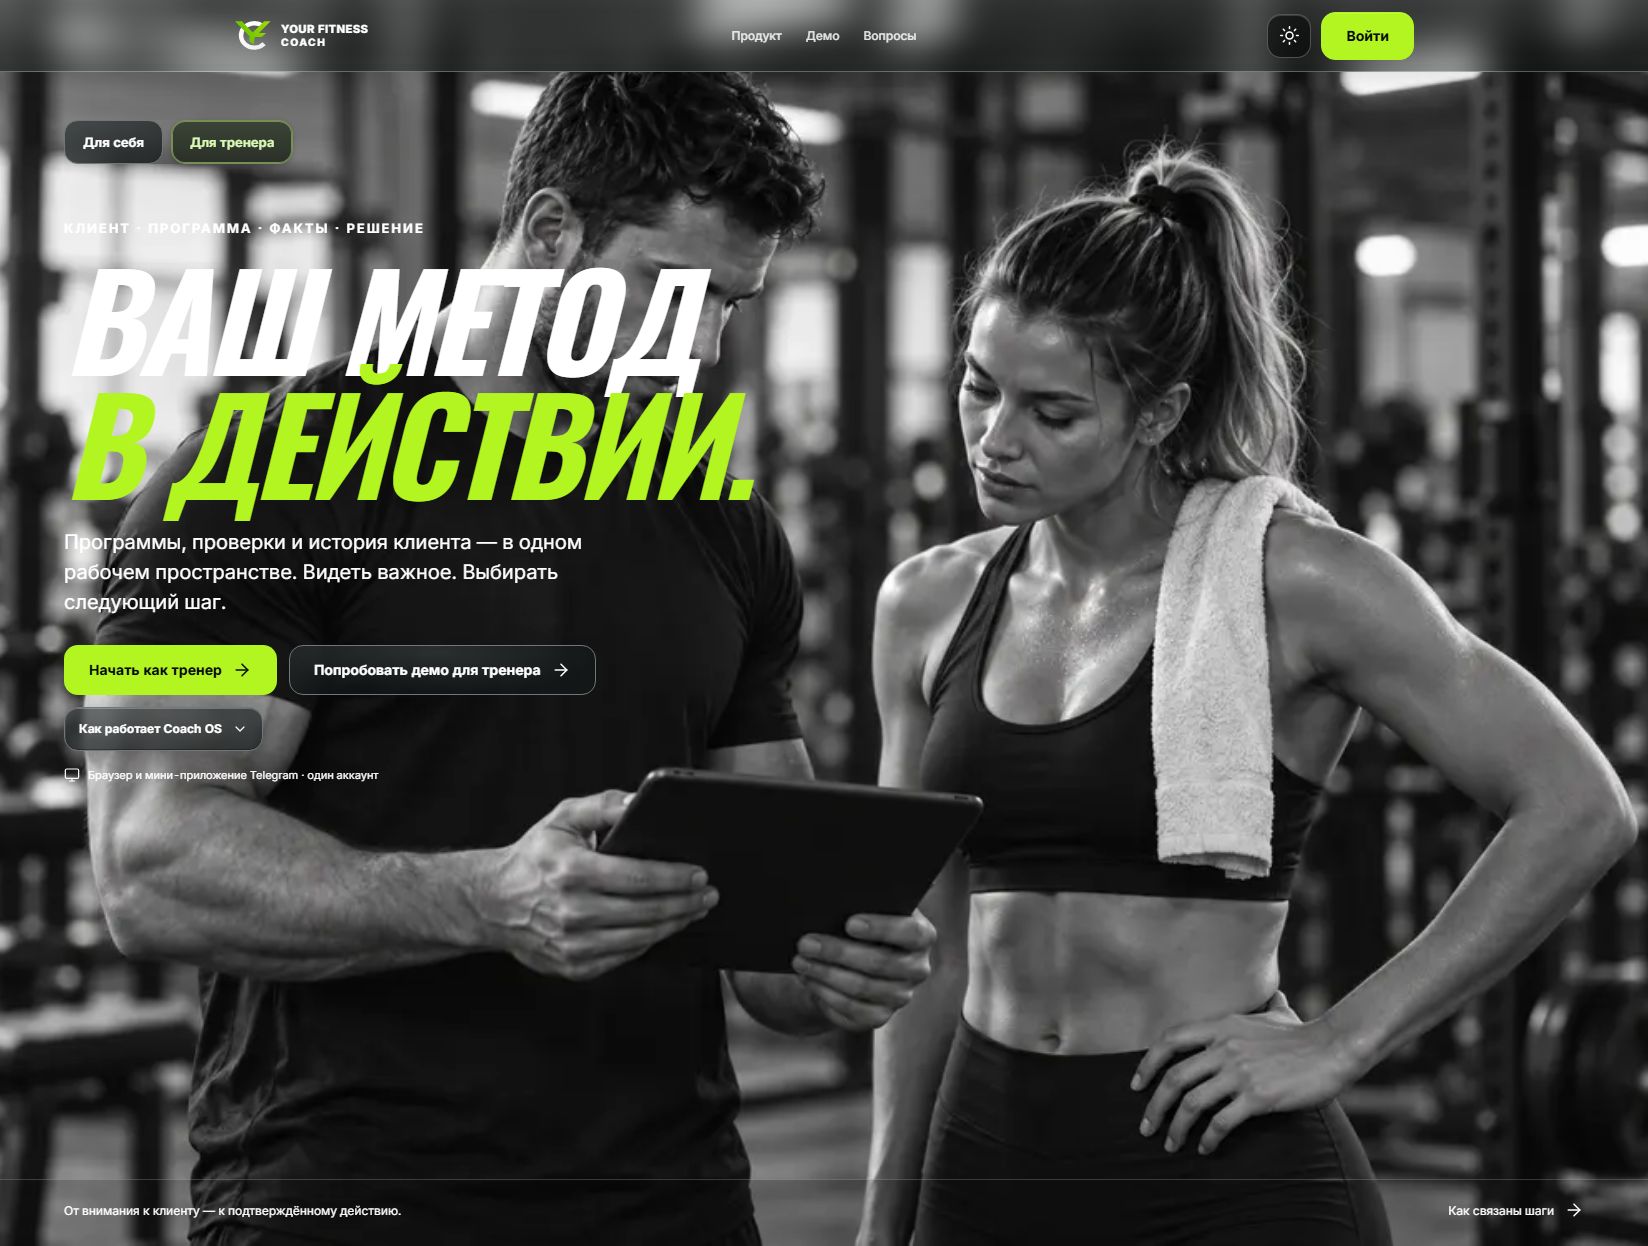 YOUR FITNESS
COACH
Продукт
Демо
Вопросы
Войти
Для себя
Для тренера
КЛИЕНТ · ПРОГРАММА · ФАКТЫ · РЕШЕНИЕ
ВАШ МЕТОД
В ДЕЙСТВИИ.
Программы, проверки и история клиента — в одном
рабочем пространстве. Видеть важное. Выбирать
следующий шаг.
Начать как тренер
Попробовать демо для тренера
Как работает Coach OS
Браузер и мини-приложение Telegram · один аккаунт
От внимания к клиенту — к подтверждённому действию.
Как связаны шаги